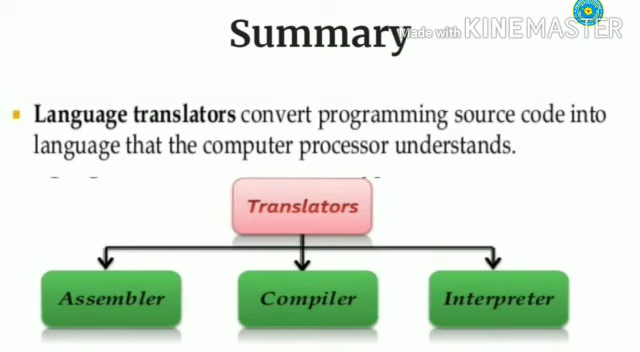 Summary
Made with KINEMASTER
Language translators convert programming source code into
language that the computer processor understands.
Translators
Assembler Compiler Interpreter